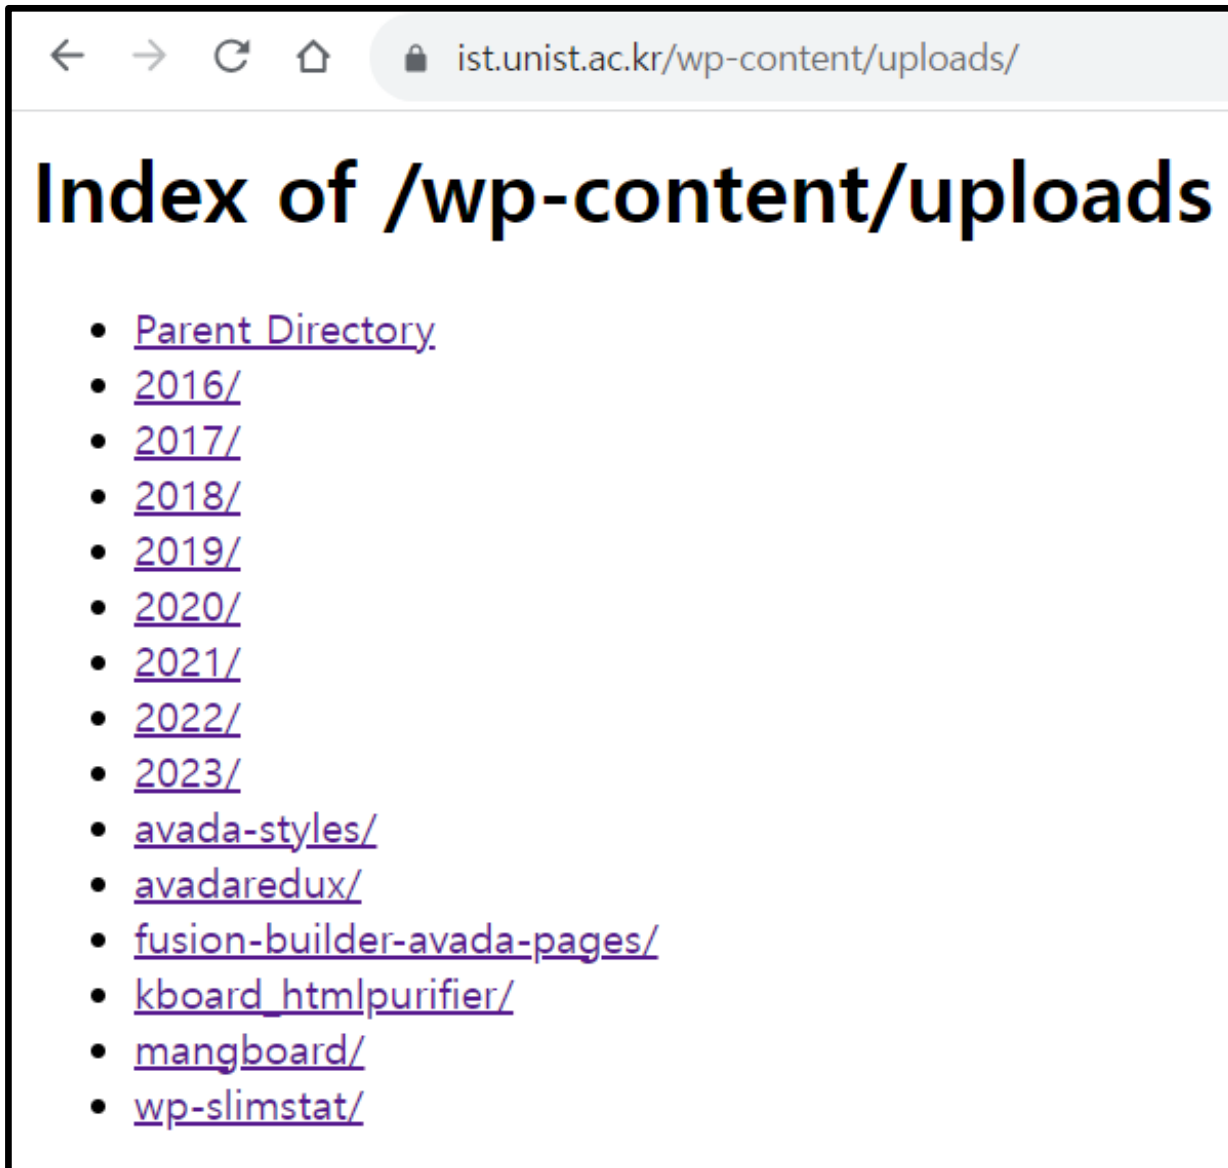 ist.unist.ac.kr/wp-content/uploads/
Index of /wp-content/uploads
Parent Directory
2016/
2017/
2018/
2019/
2020/
2021/
2022/
2023/
avada-styles/
avadaredux/
fusion-builder-avada-pages/
kboard_htmlpurifier/
mangboard/
wp-slimstat/